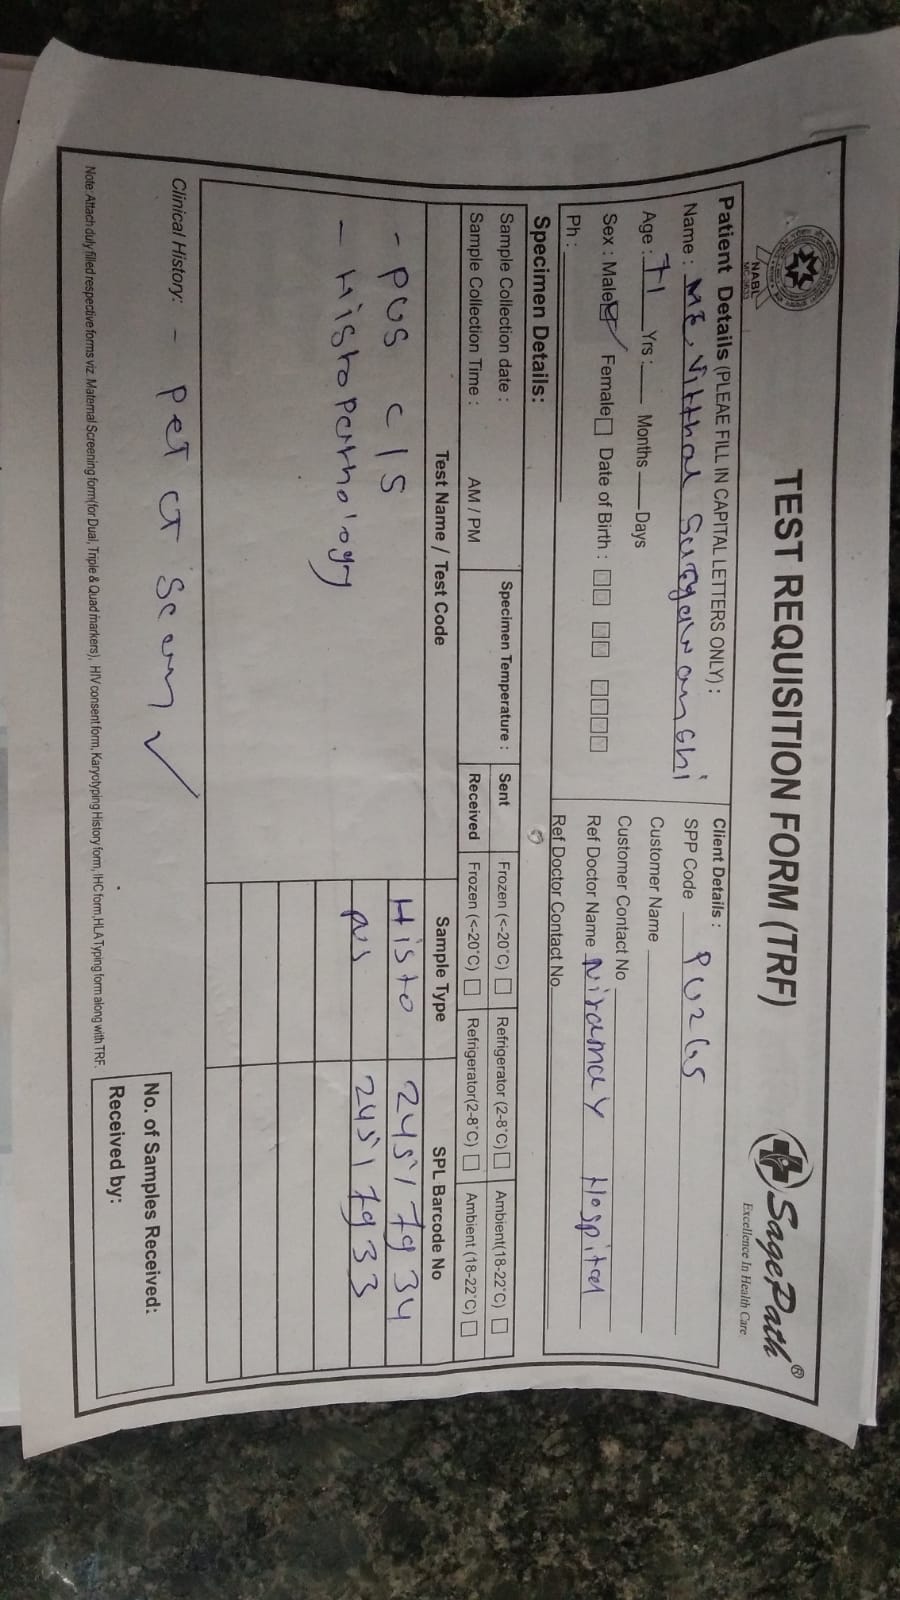 NABL
TEST REQUISITION FORM (TRF)
SagePath®
Excellence In Health Care
Patient Details (PLEAE FILL IN CAPITAL LETTERS ONLY) :
Name : Mr. Vitthal Suryawanshi
Age : 71 Yrs : Months Days
Sex : Male Female Date of Birth :
Ph :
Client Details :
SPP Code PU265
Customer Name
Customer Contact No
Ref Doctor Name Niramay Hospital
Ref Doctor Contact No
Specimen Details:
Sample Collection date :
Sample Collection Time : AM / PM
Specimen Temperature :
Sent Frozen (<-20°C) Refrigerator (2-8°C) Ambient(18-22°C)
Received Frozen (<-20°C) Refrigerator(2-8°C) Ambient (18-22°C)
Test Name / Test Code Sample Type SPL Barcode No
- Pus C/S Histo 24517934
- Histoperthology Pus 24517933
Clinical History: - Pet CT Scan ✓
No. of Samples Received:
Received by:
Note: Attach duly filled respective forms viz. Maternal Screening form(for Dual, Triple & Quad markers), HIV consent form, Karyotyping History form, IHC form, HLA Typing form along with TRF.